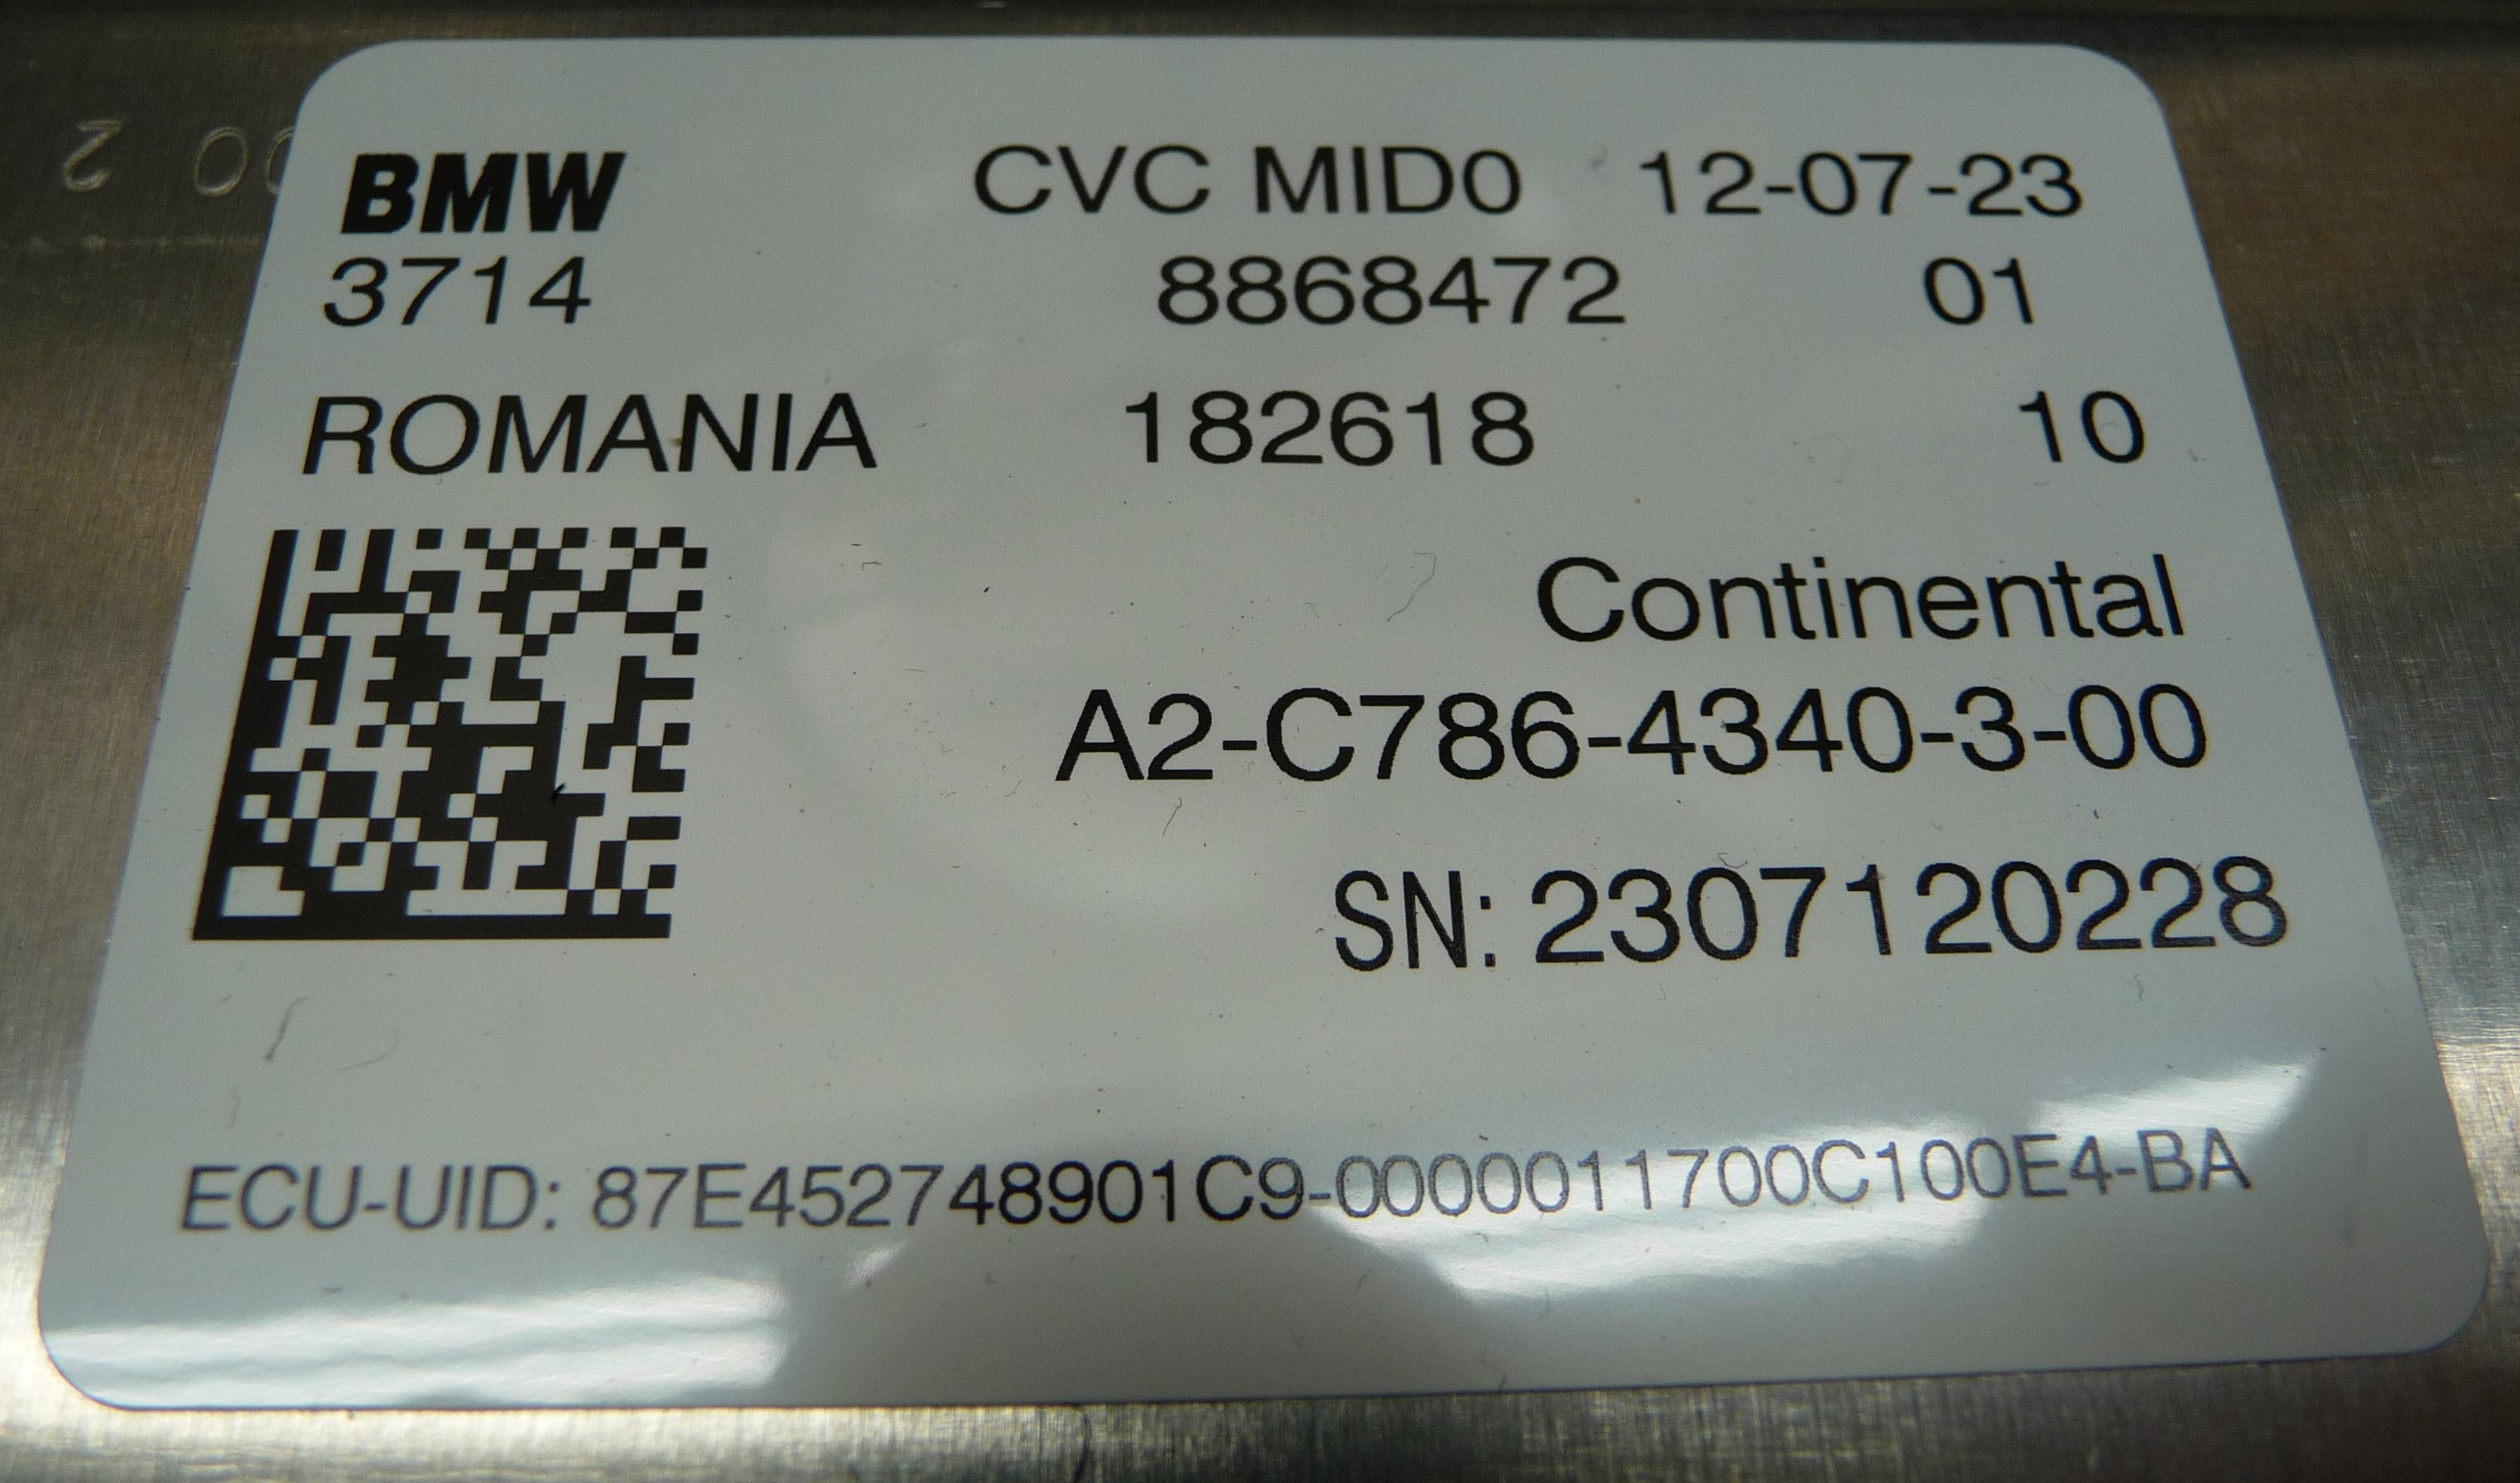 BMW CVC MID0 12-07-23
3714 8868472 01
ROMANIA 182618 10
Continental
A2-C786-4340-3-00
SN: 2307120228
ECU-UID: 87E452748901C9-0000011700C100E4-BA